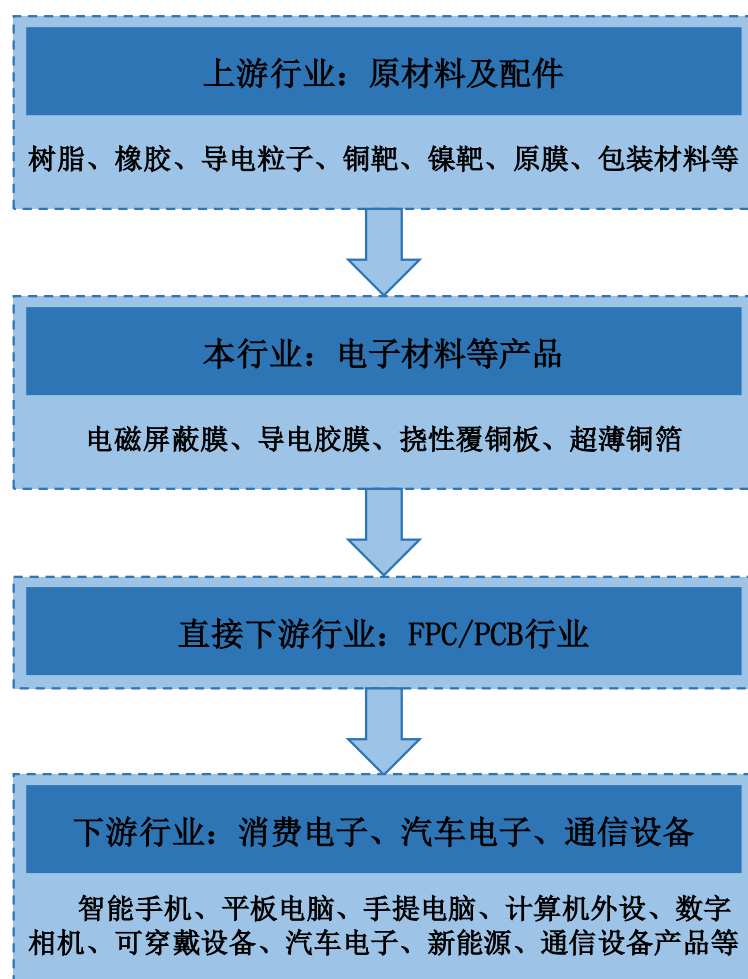 上游行业：原材料及配件
树脂、橡胶、导电粒子、铜靶、镍靶、原膜、包装材料等
本行业：电子材料等产品
电磁屏蔽膜、导电胶膜、挠性覆铜板、超薄铜箔
直接下游行业：FPC/PCB行业
下游行业：消费电子、汽车电子、通信设备
智能手机、平板电脑、手提电脑、计算机外设、数字
相机、可穿戴设备、汽车电子、新能源、通信设备产品等